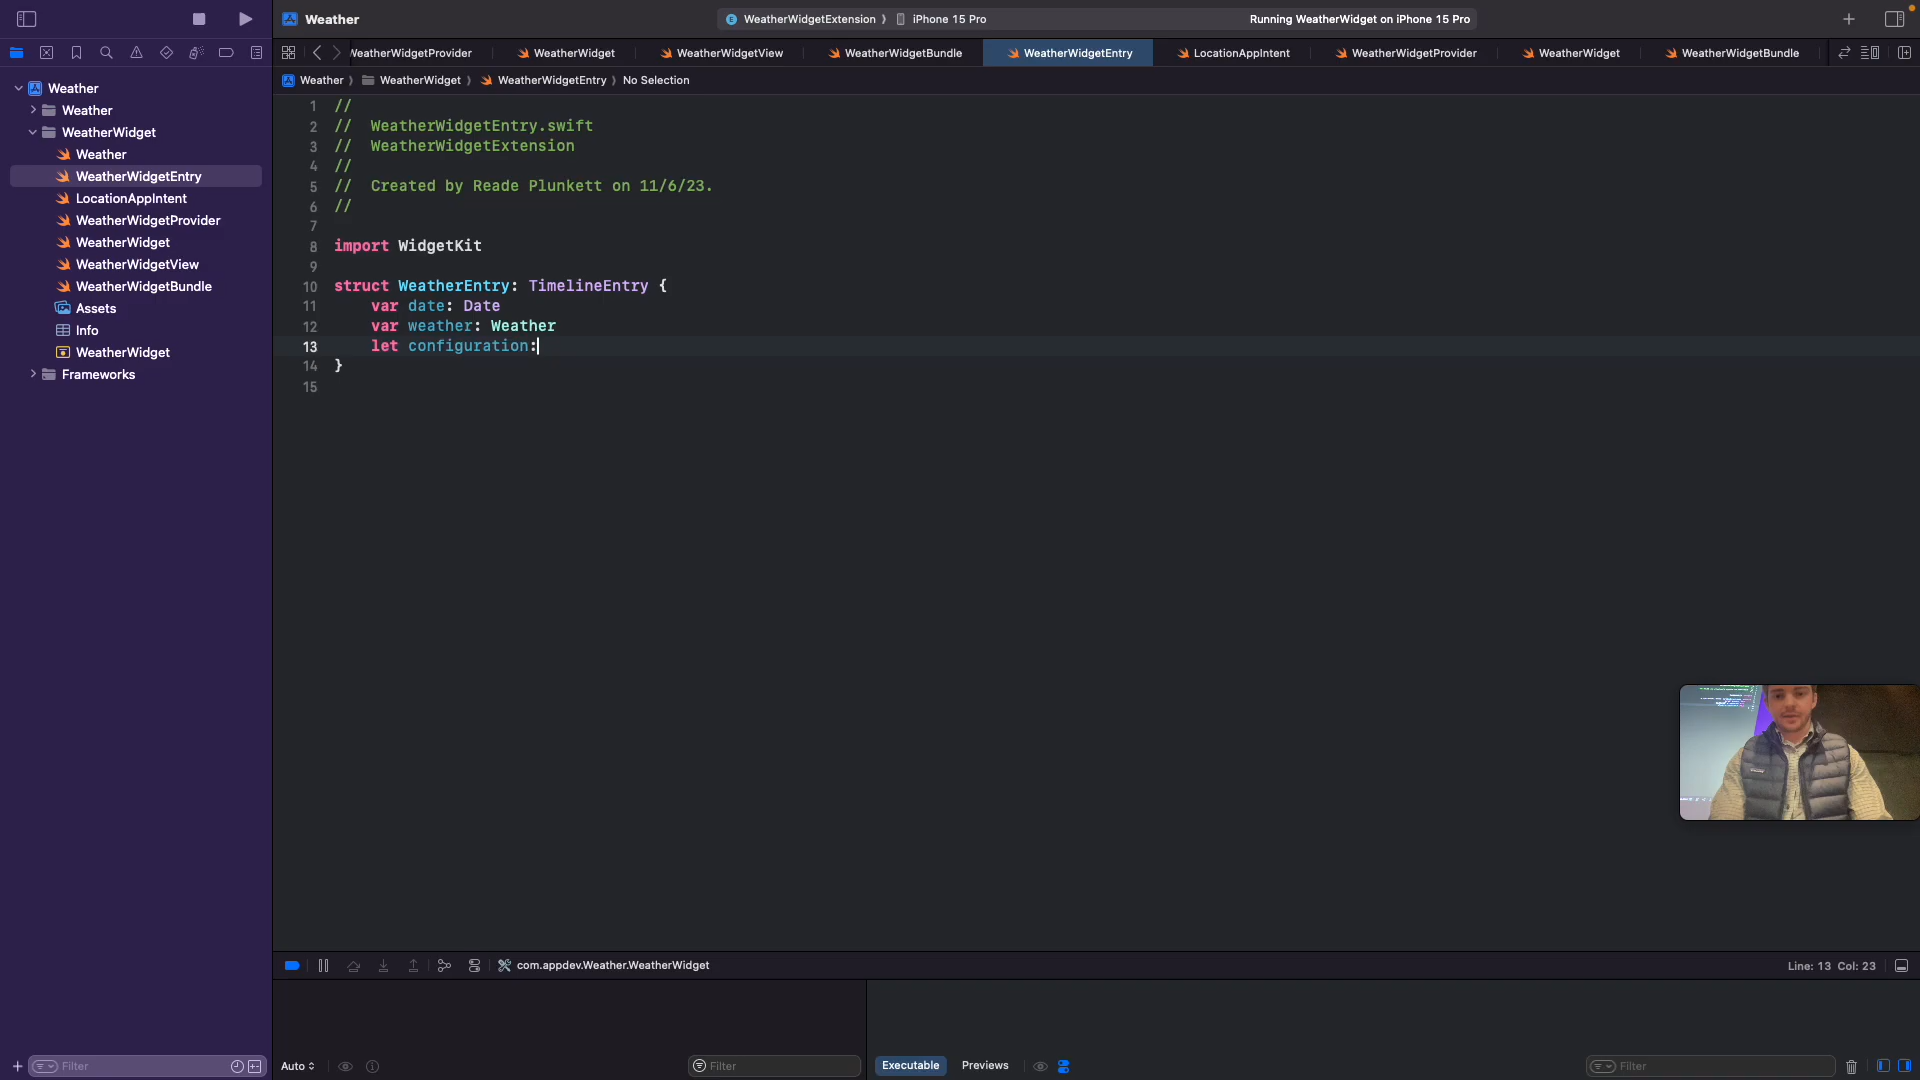 Weather
WeatherWidgetExtension
iPhone 15 Pro
Running WeatherWidget on iPhone 15 Pro
WeatherWidgetProvider
WeatherWidget
WeatherWidgetView
WeatherWidgetBundle
WeatherWidgetEntry
LocationAppIntent
WeatherWidgetProvider
WeatherWidget
WeatherWidgetBundle
Weather
WeatherWidget
WeatherWidgetEntry
No Selection
Weather
Weather
WeatherWidget
Weather
WeatherWidgetEntry
LocationAppIntent
WeatherWidgetProvider
WeatherWidget
WeatherWidgetView
WeatherWidgetBundle
Assets
Info
WeatherWidget
Frameworks
1 //
2 // WeatherWidgetEntry.swift
3 // WeatherWidgetExtension
4 //
5 // Created by Reade Plunkett on 11/6/23.
6 //
7
8 import WidgetKit
9
10 struct WeatherEntry: TimelineEntry {
11 var date: Date
12 var weather: Weather
13 let configuration:
14 }
15
com.appdev.Weather.WeatherWidget
Line: 13 Col: 23
Filter
Auto
Filter
Executable
Previews
Filter